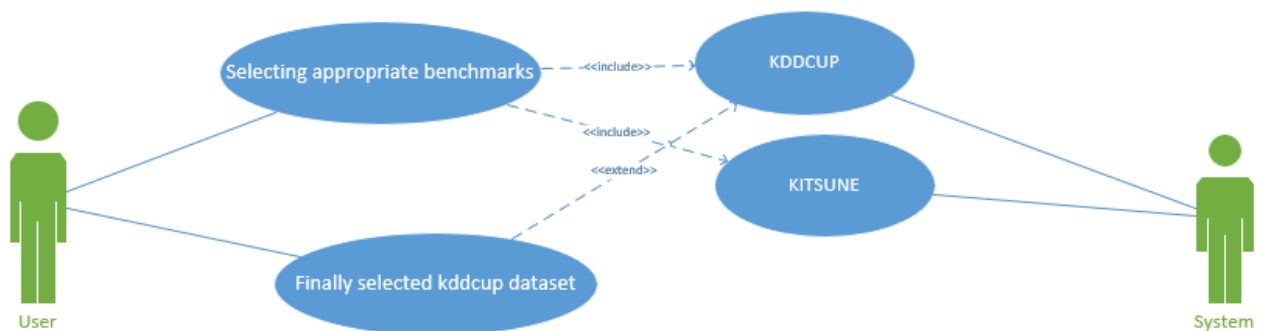 Selecting appropriate benchmarks
<<include>>
KDDCUP
<<include>>
<<extend>>
KITSUNE
Finally selected kddcup dataset
User
System